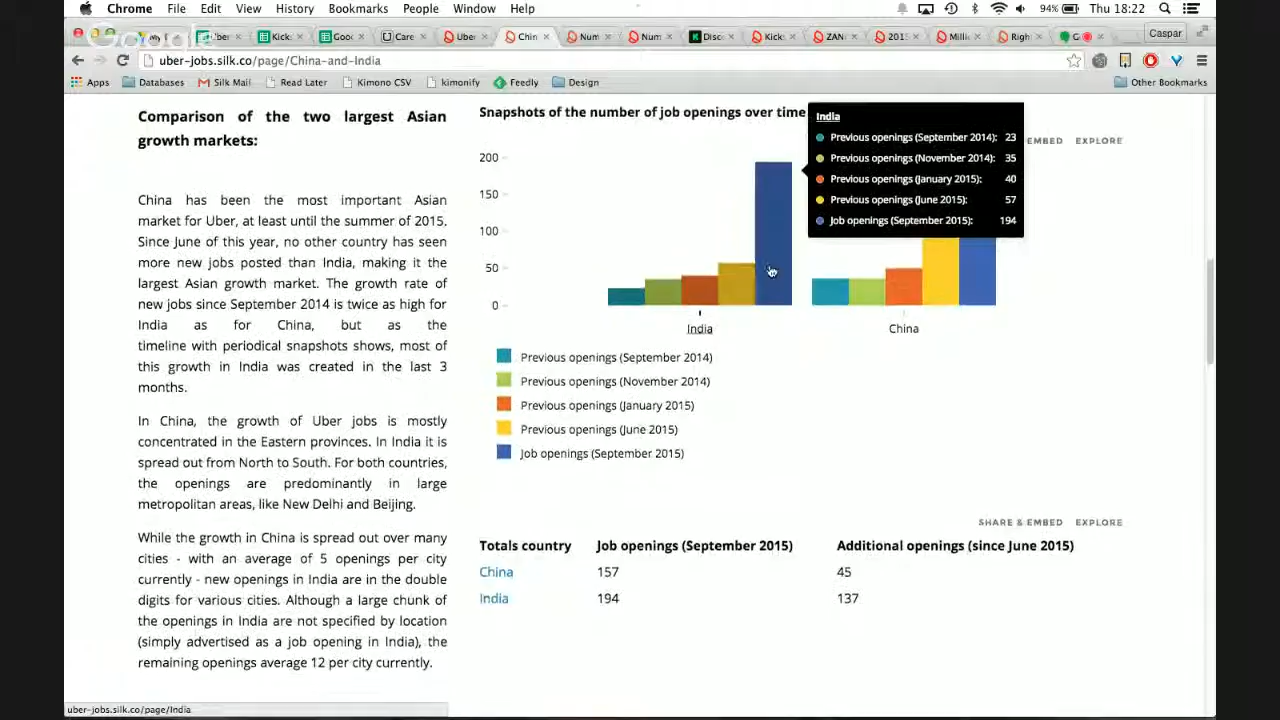 Chrome File Edit View History Bookmarks People Window Help 94% Thu 18:22
Google
Uber Kick: Good Care Uber Chin Num Num Disc Kick: ZAN 2015 Milli Righ G Caspar
uber-jobs.silk.co/page/China-and-India
Apps Databases Silk Mail Read Later Kimono CSV kimonify Feedly Design Other Bookmarks
Comparison of the two largest Asian
growth markets:
China has been the most important Asian
market for Uber, at least until the summer of 2015.
Since June of this year, no other country has seen
more new jobs posted than India, making it the
largest Asian growth market. The growth rate of
new jobs since September 2014 is twice as high for
India as for China, but as the
timeline with periodical snapshots shows, most of
this growth in India was created in the last 3
months.
In China, the growth of Uber jobs is mostly
concentrated in the Eastern provinces. In India it is
spread out from North to South. For both countries,
the openings are predominantly in large
metropolitan areas, like New Delhi and Beijing.
While the growth in China is spread out over many
cities - with an average of 5 openings per city
currently - new openings in India are in the double
digits for various cities. Although a large chunk of
the openings in India are not specified by location
(simply advertised as a job opening in India), the
remaining openings average 12 per city currently.
Snapshots of the number of job openings over time
EMBED EXPLORE
India
Previous openings (September 2014): 23
Previous openings (November 2014): 35
Previous openings (January 2015): 40
Previous openings (June 2015): 57
Job openings (September 2015): 194
200
150
100
50
0
India China
Previous openings (September 2014)
Previous openings (November 2014)
Previous openings (January 2015)
Previous openings (June 2015)
Job openings (September 2015)
SHARE & EMBED EXPLORE
Totals country Job openings (September 2015) Additional openings (since June 2015)
China 157 45
India 194 137
uber-jobs.silk.co/page/India